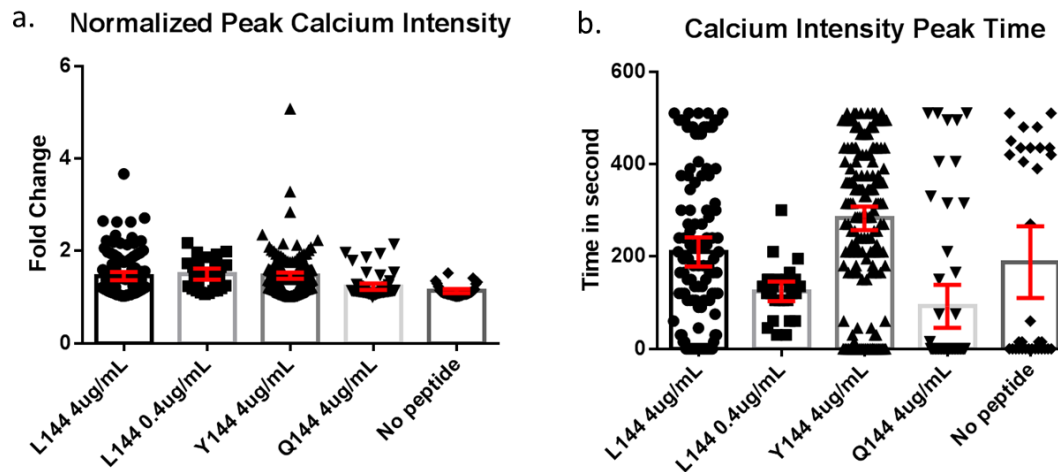 a. Normalized Peak Calcium Intensity
Fold Change
6
4
2
0
L144 4ug/mL
L144 0.4ug/mL
Y144 4ug/mL
Q144 4ug/mL
No peptide
b. Calcium Intensity Peak Time
Time in second
600
400
200
0
L144 4ug/mL
L144 0.4ug/mL
Y144 4ug/mL
Q144 4ug/mL
No peptide